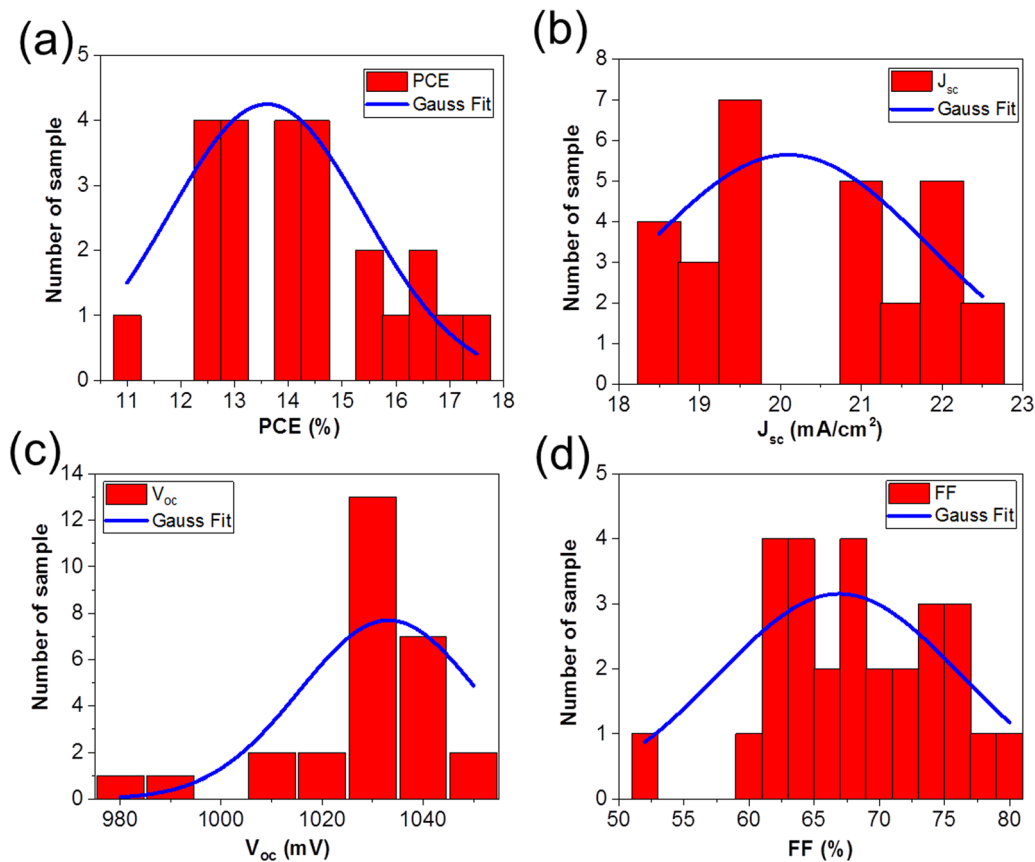 (a)
5
4
3
2
1
0
Number of sample
PCE
Gauss Fit
11 12 13 14 15 16 17 18
PCE (%)
(b)
8
7
6
5
4
3
2
1
0
Number of sample
Jsc
Gauss Fit
18 19 20 21 22 23
Jsc (mA/cm²)
(c)
14
12
10
8
6
4
2
0
Number of sample
Voc
Gauss Fit
980 1000 1020 1040
Voc (mV)
(d)
5
4
3
2
1
0
Number of sample
FF
Gauss Fit
50 55 60 65 70 75 80
FF (%)